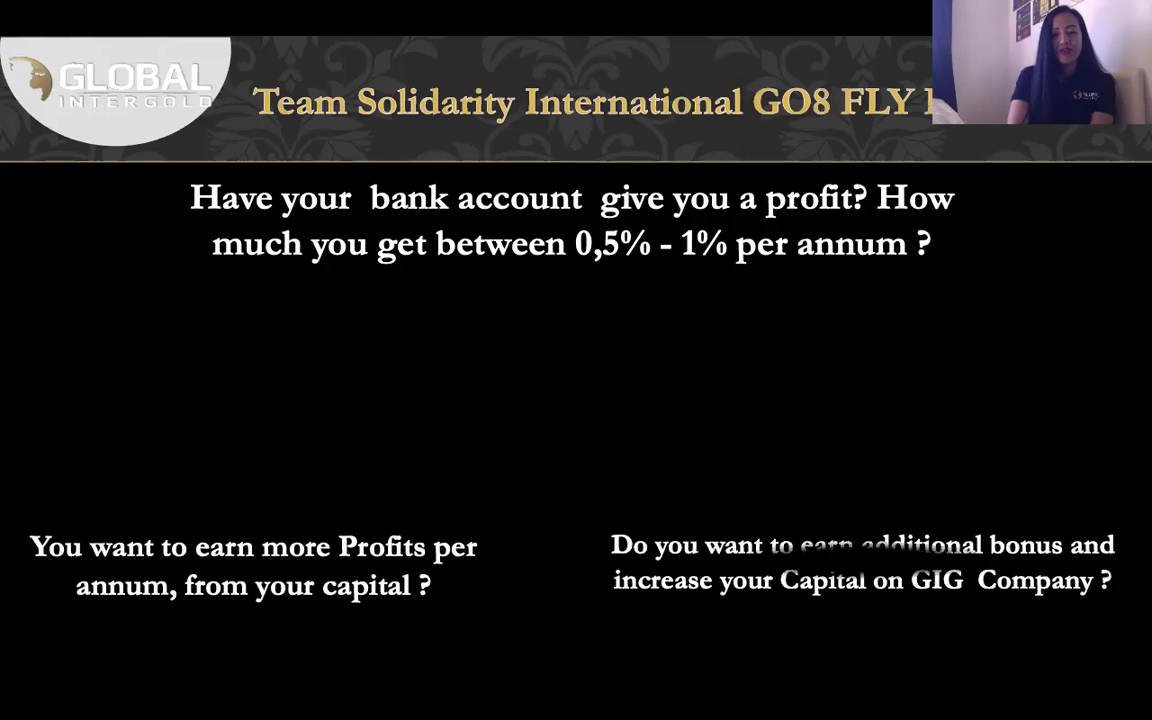 GLOBAL
INTERGOLD
Team Solidarity International GO8 FLY
Have your bank account give you a profit? How
much you get between 0,5% - 1% per annum ?
You want to earn more Profits per
annum, from your capital ?
Do you want to earn additional bonus and
increase your Capital on GIG Company ?